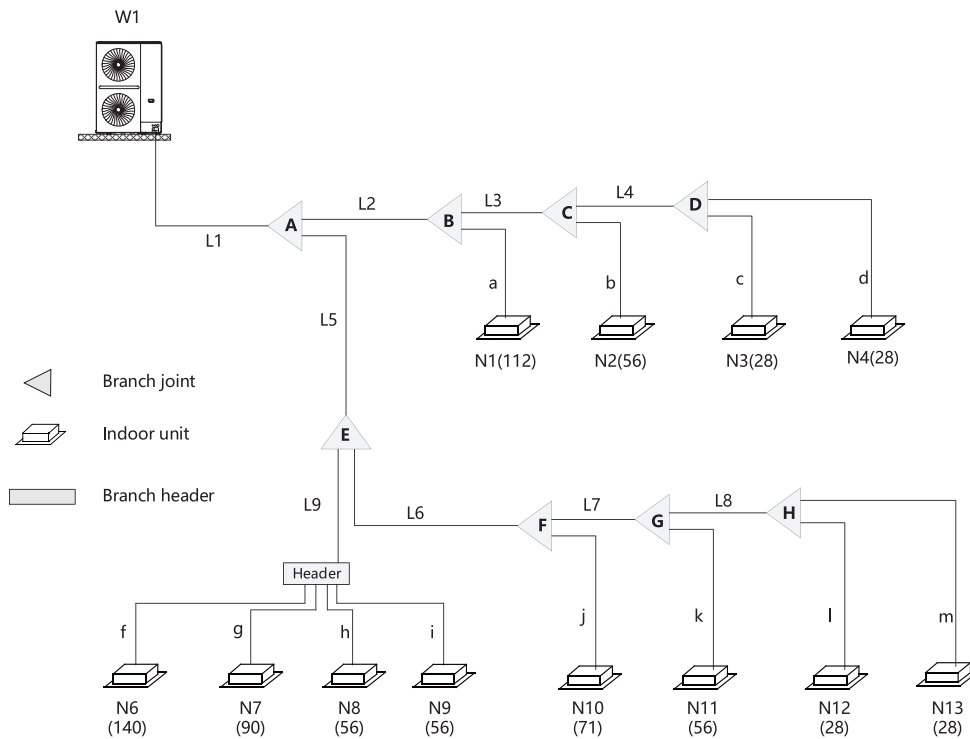 W1
L1
A
L2
B
L3
C
L4
D
a
b
c
d
N1(112)
N2(56)
N3(28)
N4(28)
L5
Branch joint
Indoor unit
Branch header
E
L9
L6
F
L7
G
L8
H
Header
f
g
h
i
j
k
l
m
N6
(140)
N7
(90)
N8
(56)
N9
(56)
N10
(71)
N11
(56)
N12
(28)
N13
(28)